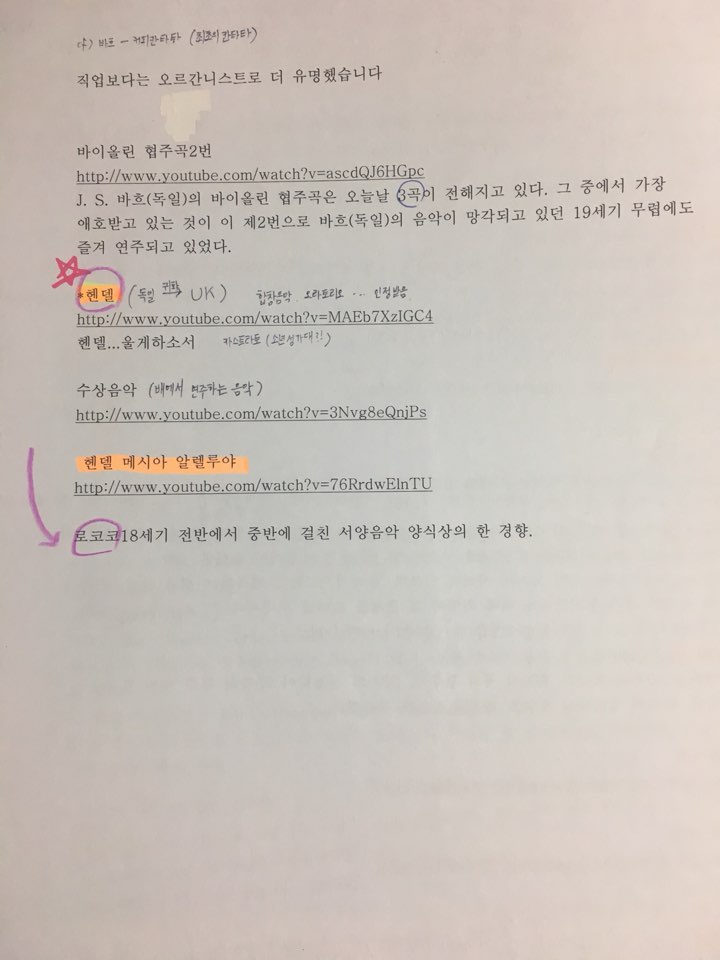 바흐 - 커피칸타타 (최초의 칸타타)
직업보다는 오르간니스트로 더 유명했습니다
바이올린 협주곡2번
http://www.youtube.com/watch?v=ascdQJ6HGpc
J. S. 바흐(독일)의 바이올린 협주곡은 오늘날 3곡이 전해지고 있다. 그 중에서 가장
애호받고 있는 것이 이 제2번으로 바흐(독일)의 음악이 망각되고 있던 19세기 무렵에도
즐겨 연주되고 있었다.
*헨델 (독일 귀화→ UK) 합창음악, 오라토리오 … 인정받음
http://www.youtube.com/watch?v=MAEb7XzIGC4
헨델...울게하소서 카스트라토 (소년성가대?!)
수상음악 (배에서 연주하는 음악)
http://www.youtube.com/watch?v=3Nvg8eQnjPs
헨델 메시아 알렐루야
http://www.youtube.com/watch?v=76RrdwElnTU
로코코18세기 전반에서 중반에 걸친 서양음악 양식상의 한 경향.